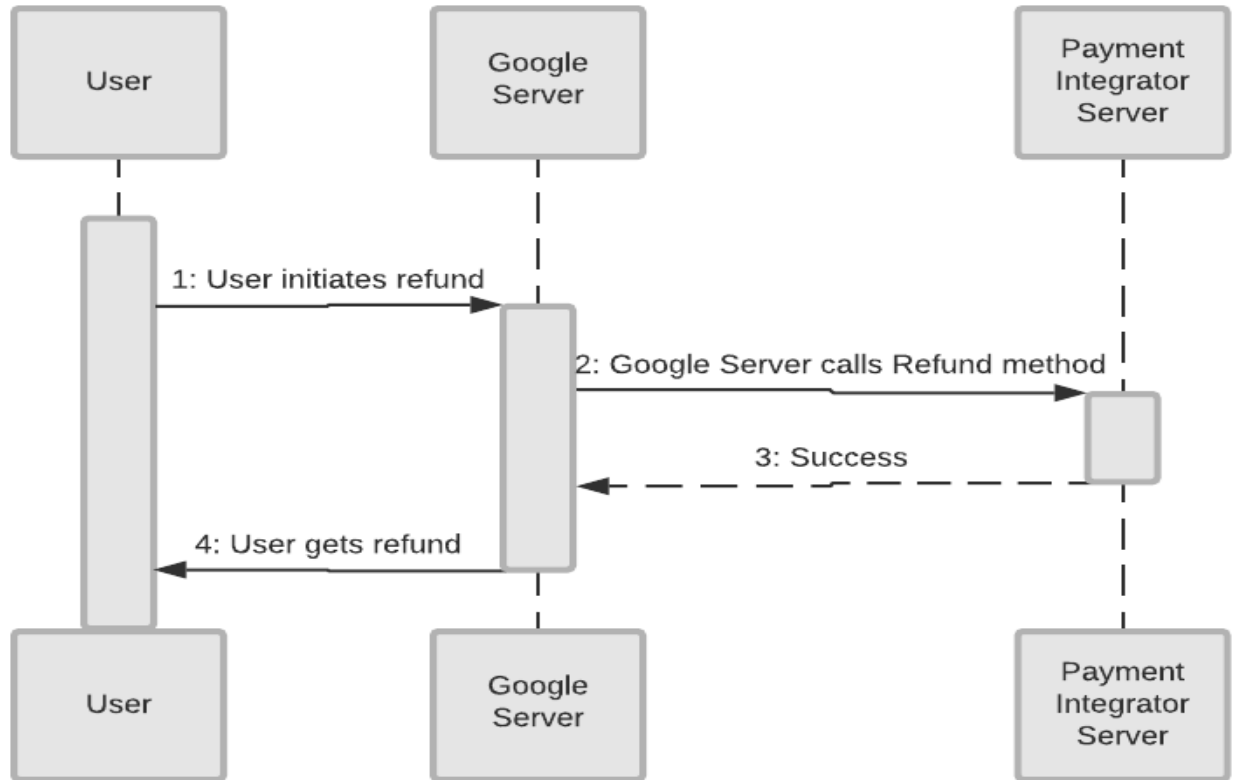 User
Google
Server
Payment
Integrator
Server
1: User initiates refund
2: Google Server calls Refund method
3: Success
4: User gets refund
User
Google
Server
Payment
Integrator
Server